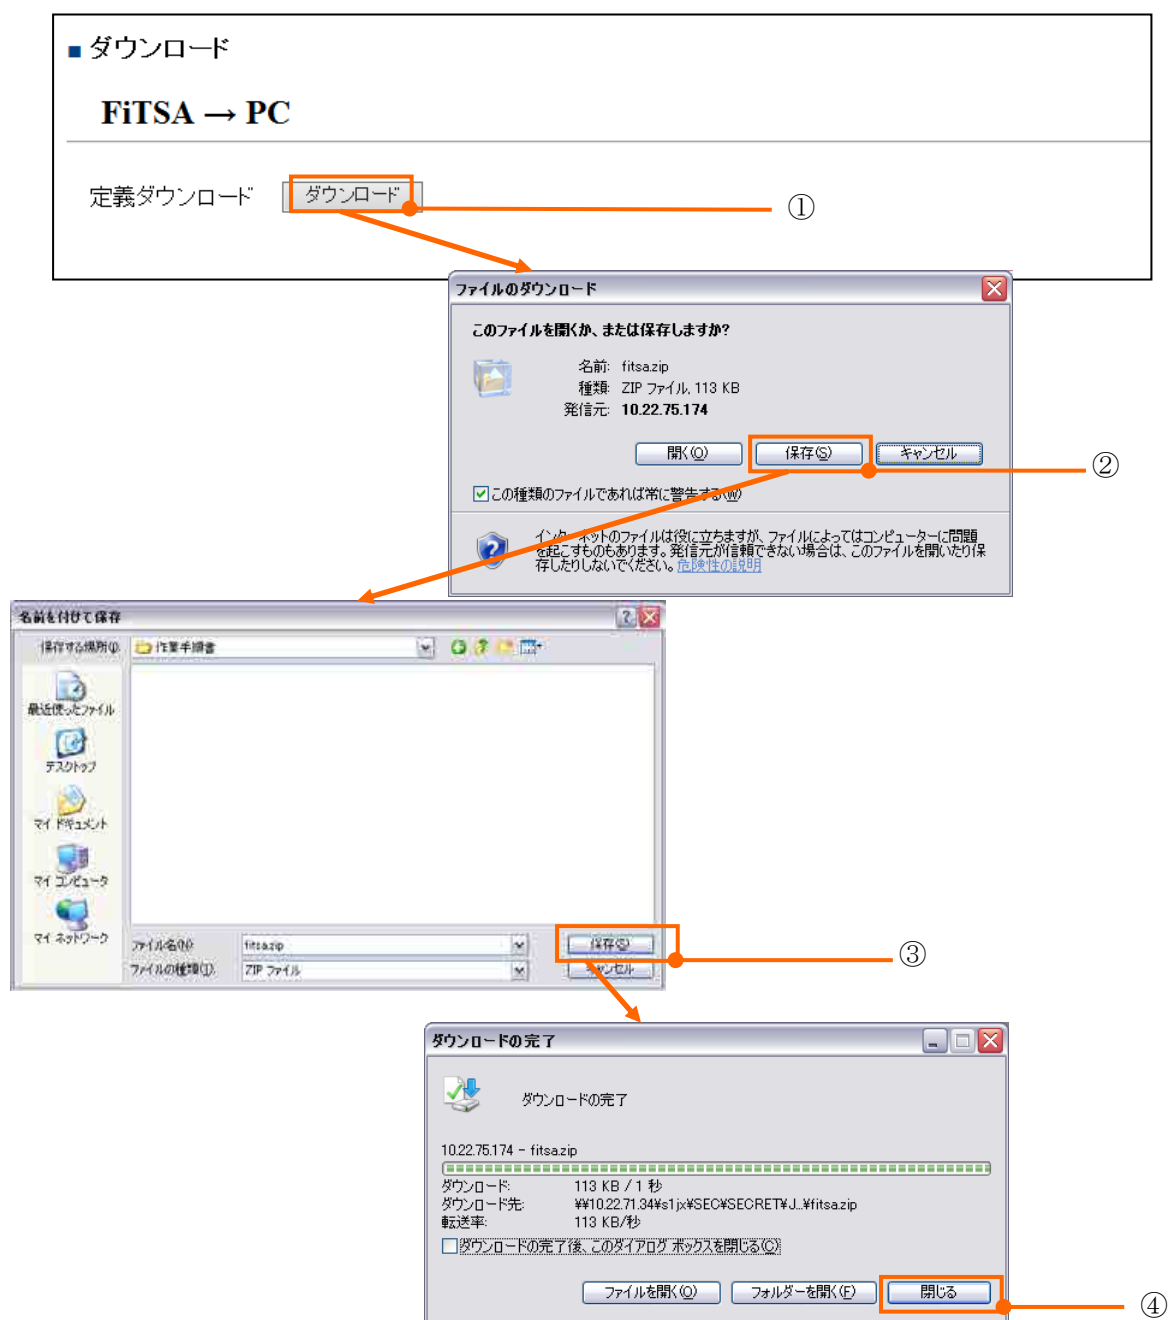 ■ ダウンロード
FiTSA → PC
定義ダウンロード ダウンロード
①
ファイルのダウンロード
このファイルを開くか、または保存しますか?
名前: fitsa.zip
種類: ZIP ファイル, 113 KB
発信元: 10.22.75.174
開く(O) 保存(S) キャンセル
②
この種類のファイルであれば常に警告する(W)
インターネットのファイルは役に立ちますが、ファイルによってはコンピューターに問題
を起こすものもあります。発信元が信頼できない場合は、このファイルを開いたり保
存したりしないでください。危険性の説明
名前を付けて保存
保存する場所(I): 作業手順書
最近使ったファイル
デスクトップ
マイ ドキュメント
マイ コンピュータ
マイ ネットワーク
ファイル名(N): fitsa.zip 保存(S)
③
ファイルの種類(T): ZIP ファイル キャンセル
ダウンロードの完了
ダウンロードの完了
10.22.75.174 - fitsa.zip
ダウンロード: 113 KB / 1 秒
ダウンロード先: ¥¥10.22.71.34¥s1jx¥SEC¥SECRET¥J...¥fitsa.zip
転送率: 113 KB/秒
ダウンロードの完了後、このダイアログ ボックスを閉じる(C)
ファイルを開く(O) フォルダーを開く(F) 閉じる
④